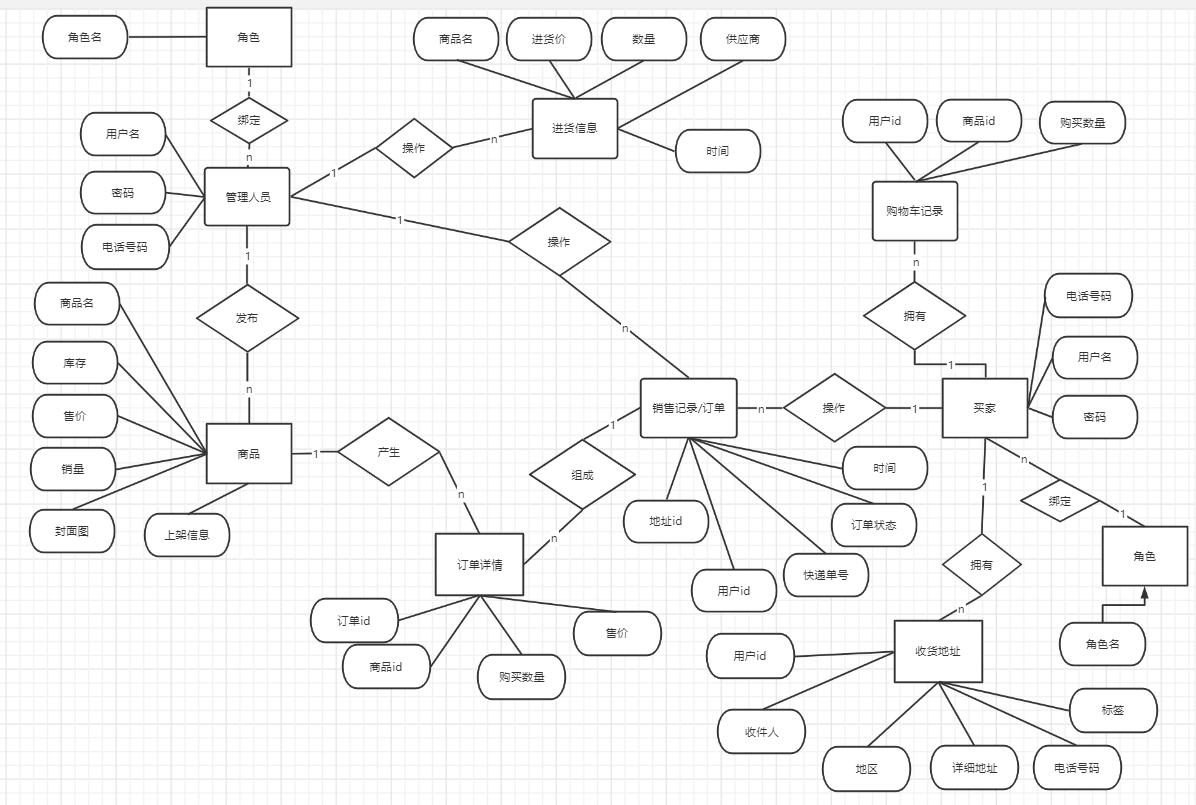 角色名
角色
商品名
进货价
数量
供应商
1
绑定
n
用户名
密码
电话号码
管理人员
1
操作
n
进货信息
时间
用户id
商品id
购买数量
购物车记录
1
操作
n
n
拥有
1
1
发布
n
商品名
库存
售价
销量
封面图
上架信息
商品
1
产生
n
销售记录/订单
n
操作
1
买家
电话号码
用户名
密码
1
组成
n
订单详情
订单id
商品id
购买数量
售价
地址id
用户id
快递单号
订单状态
时间
n
绑定
1
角色
角色名
1
拥有
n
收货地址
用户id
收件人
地区
详细地址
电话号码
标签